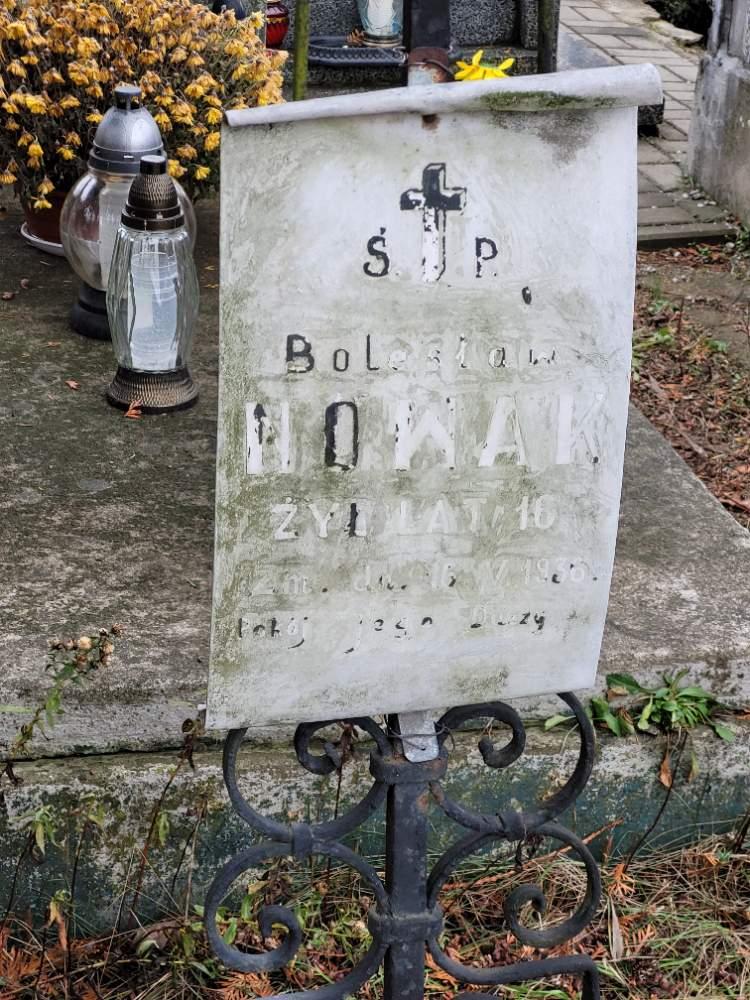 Ś. P.
Bolesław
NOWAK
ŻYŁ LAT 16
Zm. dn. 16 V 1936.
Pokój jego Duszy